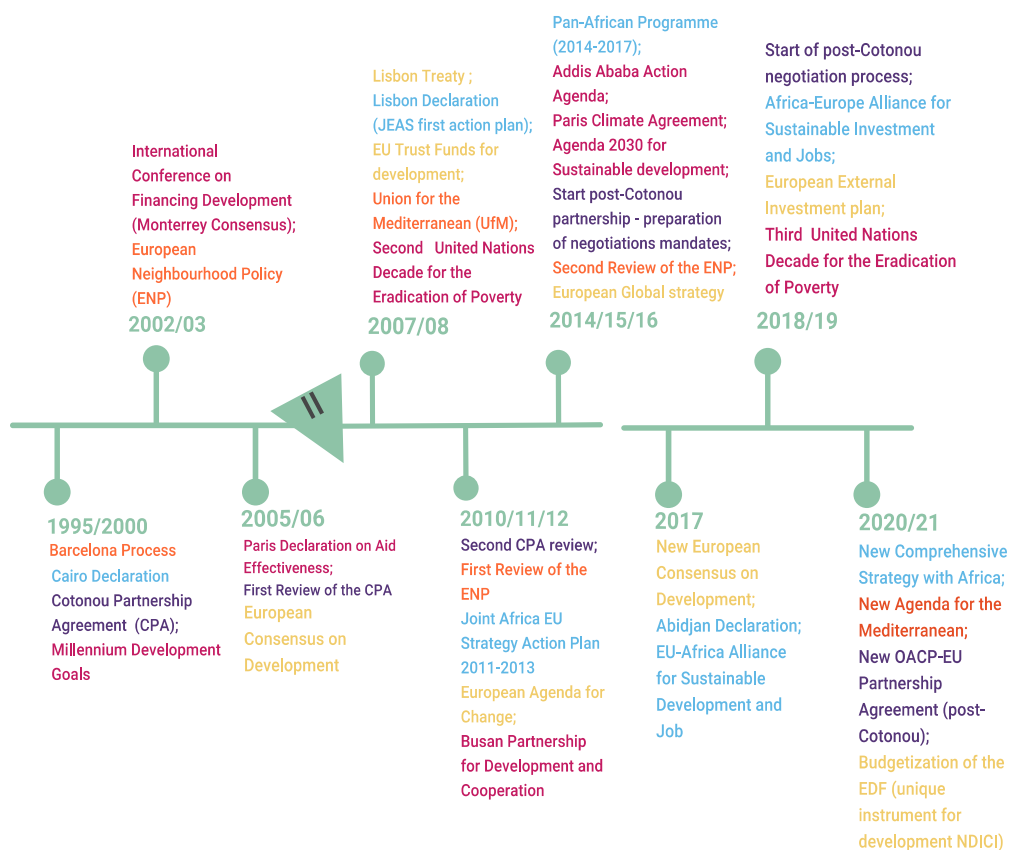 International
Conference on
Financing Development
(Monterrey Consensus);
European
Neighbourhood Policy
(ENP)
2002/03
Lisbon Treaty ;
Lisbon Declaration
(JEAS first action plan);
EU Trust Funds for
development;
Union for the
Mediterranean (UfM);
Second United Nations
Decade for the
Eradication of Poverty
2007/08
Pan-African Programme
(2014-2017);
Addis Ababa Action
Agenda;
Paris Climate Agreement;
Agenda 2030 for
Sustainable development;
Start post-Cotonou
partnership - preparation
of negotiations mandates;
Second Review of the ENP;
European Global strategy
2014/15/16
Start of post-Cotonou
negotiation process;
Africa-Europe Alliance for
Sustainable Investment
and Jobs;
European External
Investment plan;
Third United Nations
Decade for the Eradication
of Poverty
2018/19
1995/2000
Barcelona Process
Cairo Declaration
Cotonou Partnership
Agreement (CPA);
Millennium Development
Goals
2005/06
Paris Declaration on Aid
Effectiveness;
First Review of the CPA
European
Consensus on
Development
2010/11/12
Second CPA review;
First Review of the
ENP
Joint Africa EU
Strategy Action Plan
2011-2013
European Agenda for
Change;
Busan Partnership
for Development and
Cooperation
2017
New European
Consensus on
Development;
Abidjan Declaration;
EU-Africa Alliance
for Sustainable
Development and
Job
2020/21
New Comprehensive
Strategy with Africa;
New Agenda for the
Mediterranean;
New OACP-EU
Partnership
Agreement (post-
Cotonou);
Budgetization of the
EDF (unique
instrument for
development NDICI)